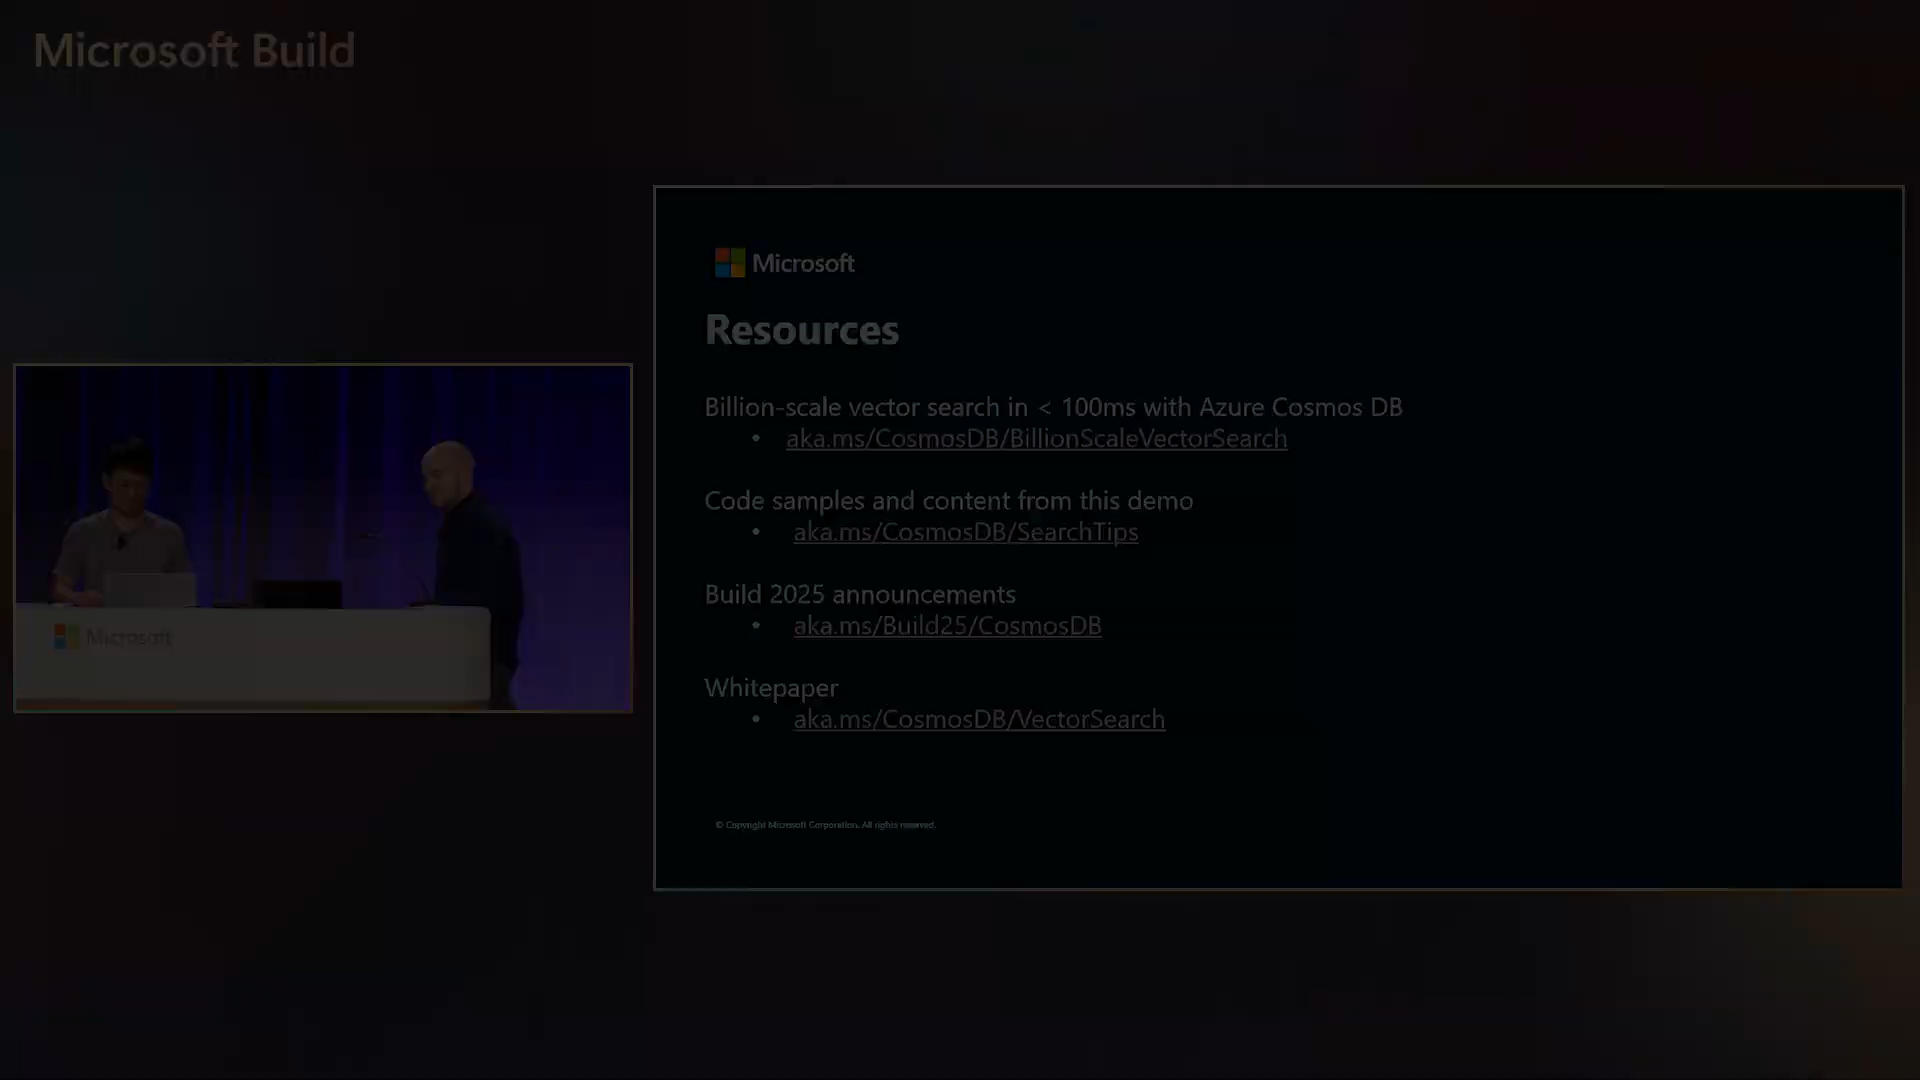 Microsoft Build
Microsoft
Resources
Billion-scale vector search in < 100ms with Azure Cosmos DB
• aka.ms/CosmosDB/BillionScaleVectorSearch
Code samples and content from this demo
• aka.ms/CosmosDB/SearchTips
Build 2025 announcements
• aka.ms/Build25/CosmosDB
Whitepaper
• aka.ms/CosmosDB/VectorSearch
© Copyright Microsoft Corporation. All rights reserved.
Microsoft